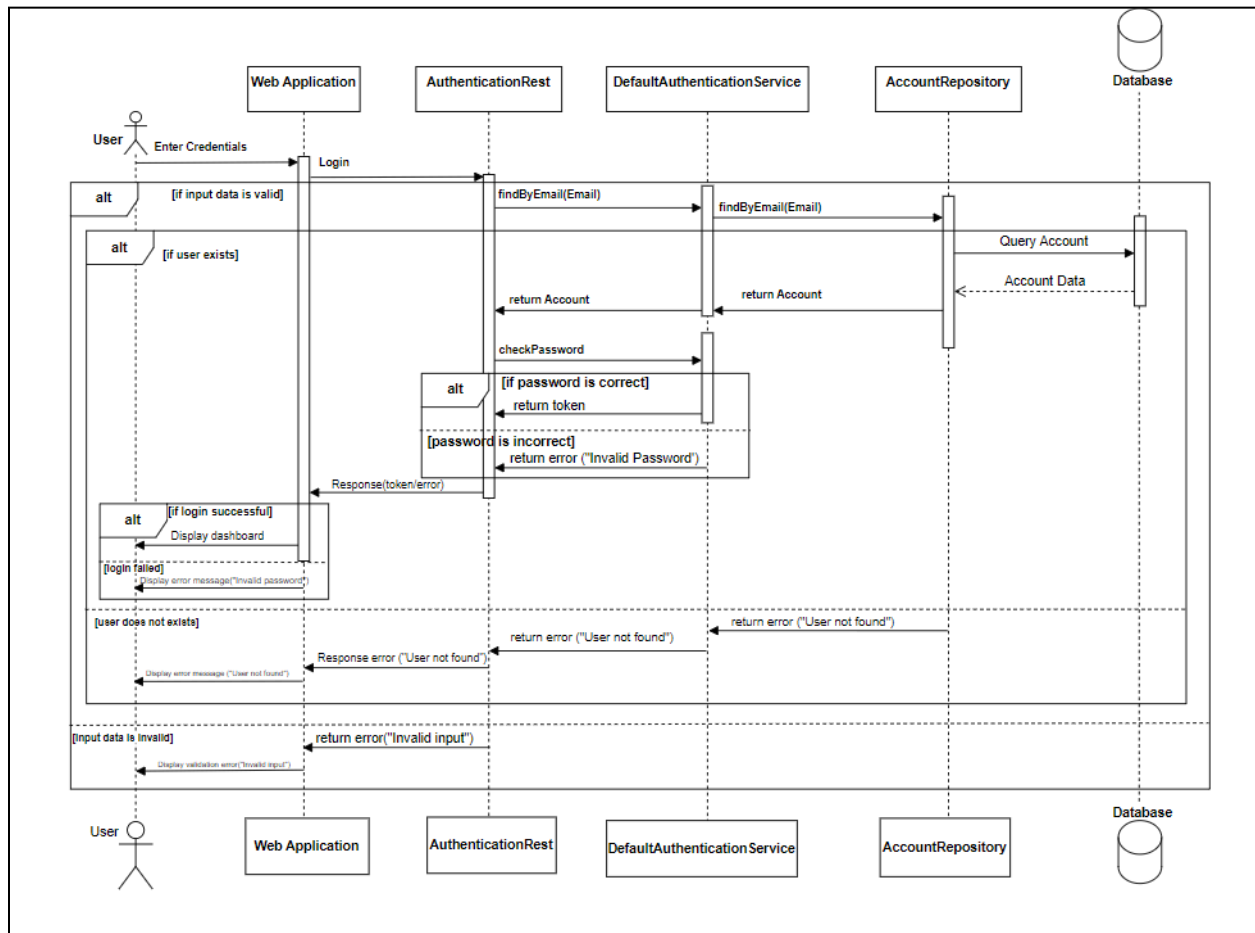 Database
Web Application
AuthenticationRest
DefaultAuthenticationService
AccountRepository
User
Enter Credentials
Login
alt
[if input data is valid]
findByEmail(Email)
findByEmail(Email)
alt
[if user exists]
Query Account
Account Data
return Account
return Account
checkPassword
alt
[if password is correct]
return token
[password is incorrect]
return error ("Invalid Password')
Response(token/error)
alt
[if login successful]
Display dashboard
[login failed]
Display error message("Invalid password")
[user does not exists]
return error ("User not found")
return error ("User not found")
Response error ("User not found")
Display error message ("User not found")
[Input data is invalid]
return error("Invalid input")
Display validation error("Invalid input")
User
Web Application
AuthenticationRest
DefaultAuthenticationService
AccountRepository
Database